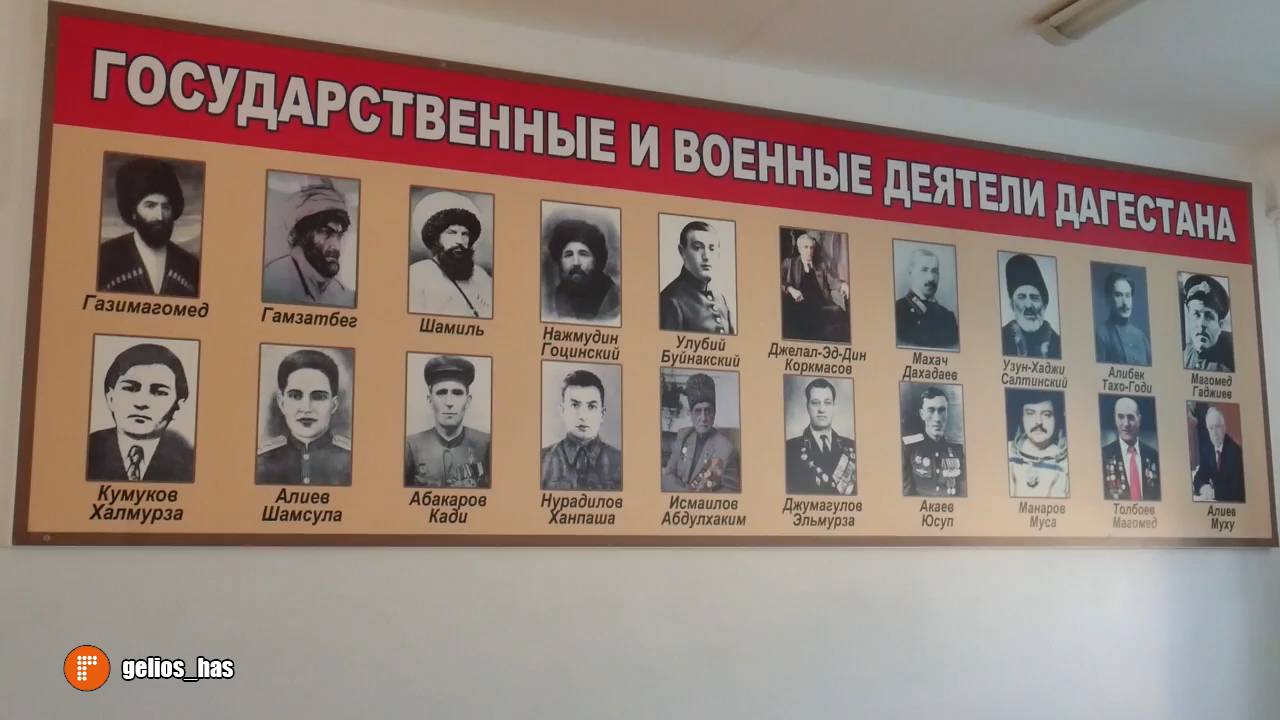 ГОСУДАРСТВЕННЫЕ И ВОЕННЫЕ ДЕЯТЕЛИ ДАГЕСТАНА
Газимагомед
Гамзатбег
Шамиль
Нажмудин
Гоцинский
Улубий
Буйнакский
Джелал-Эд-Дин
Коркмасов
Махач
Дахадаев
Узун-Хаджи
Салтинский
Алибек
Тахо-Годи
Магомед
Гаджиев
Кумуков
Халмурза
Алиев
Шамсула
Абакаров
Кади
Нурадилов
Ханпаша
Исмаилов
Абдулхаким
Джумагулов
Эльмурза
Акаев
Юсуп
Манаров
Муса
Толбоев
Магомед
Алиев
Муху
gelios_has